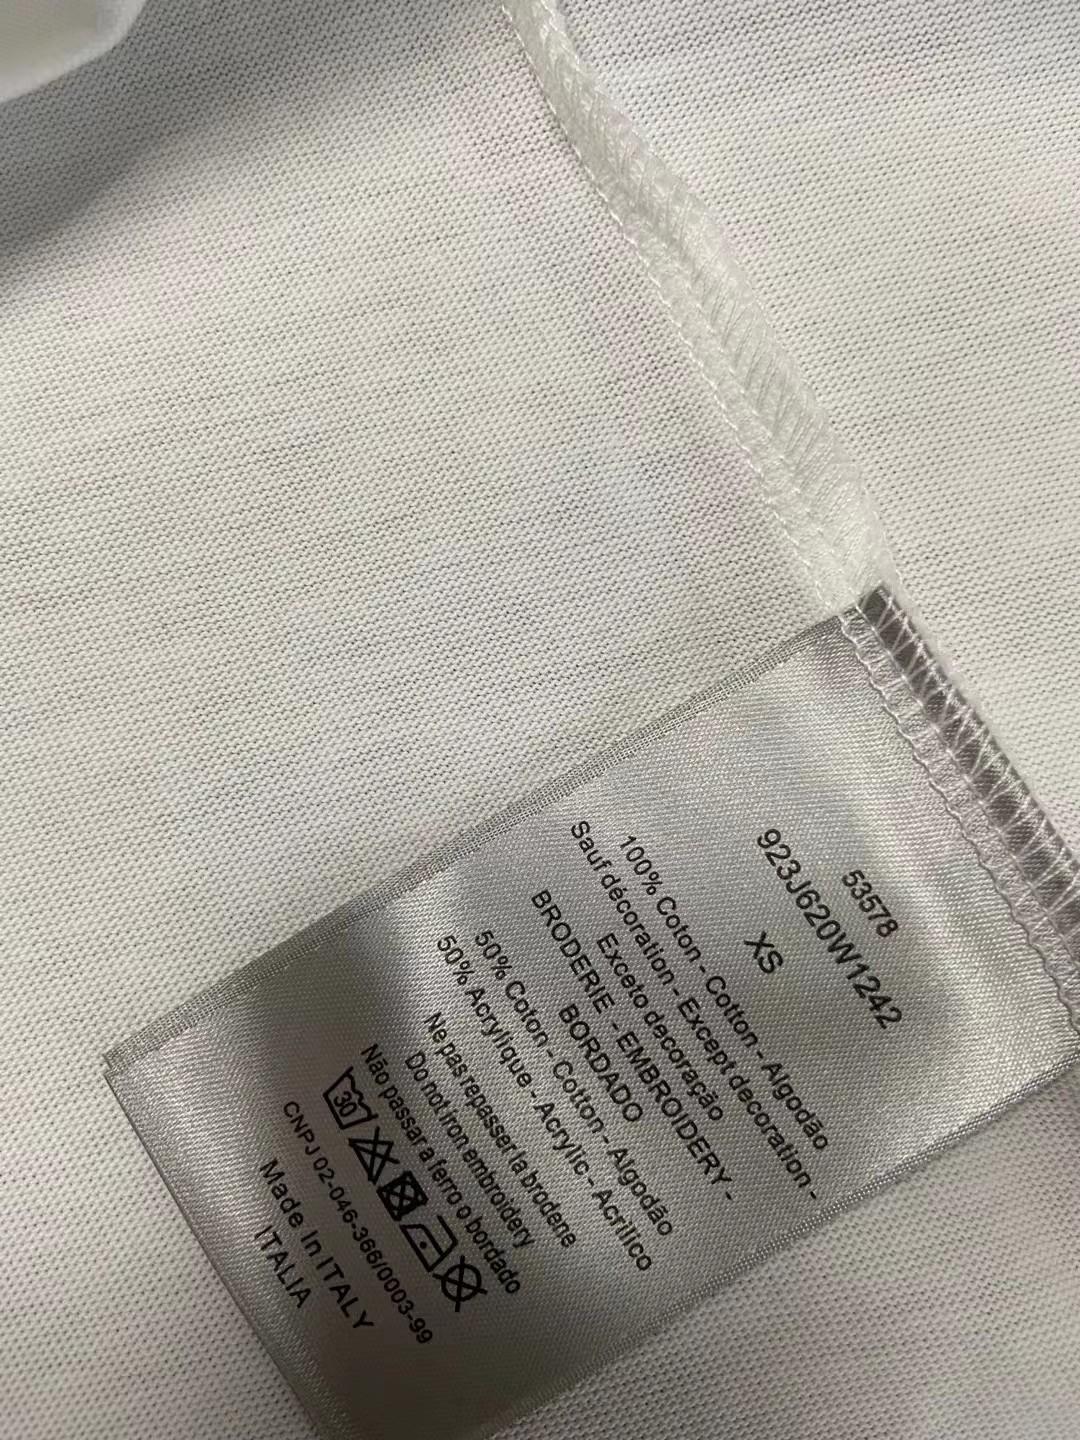 53578
923J620W1242
XS
100% Coton - Cotton - Algodão
Sauf décoration - Except decoration -
Exceto decoração
BRODERIE - EMBROIDERY -
BORDADO
50% Coton - Cotton - Algodão
50% Acrylique - Acrylic - Acrilico
Ne pas repasser la broderie
Do not iron embroidery
Não passar a ferro o bordado
30
CNPJ 02-046-366/0003-99
Made In ITALY
ITALIA